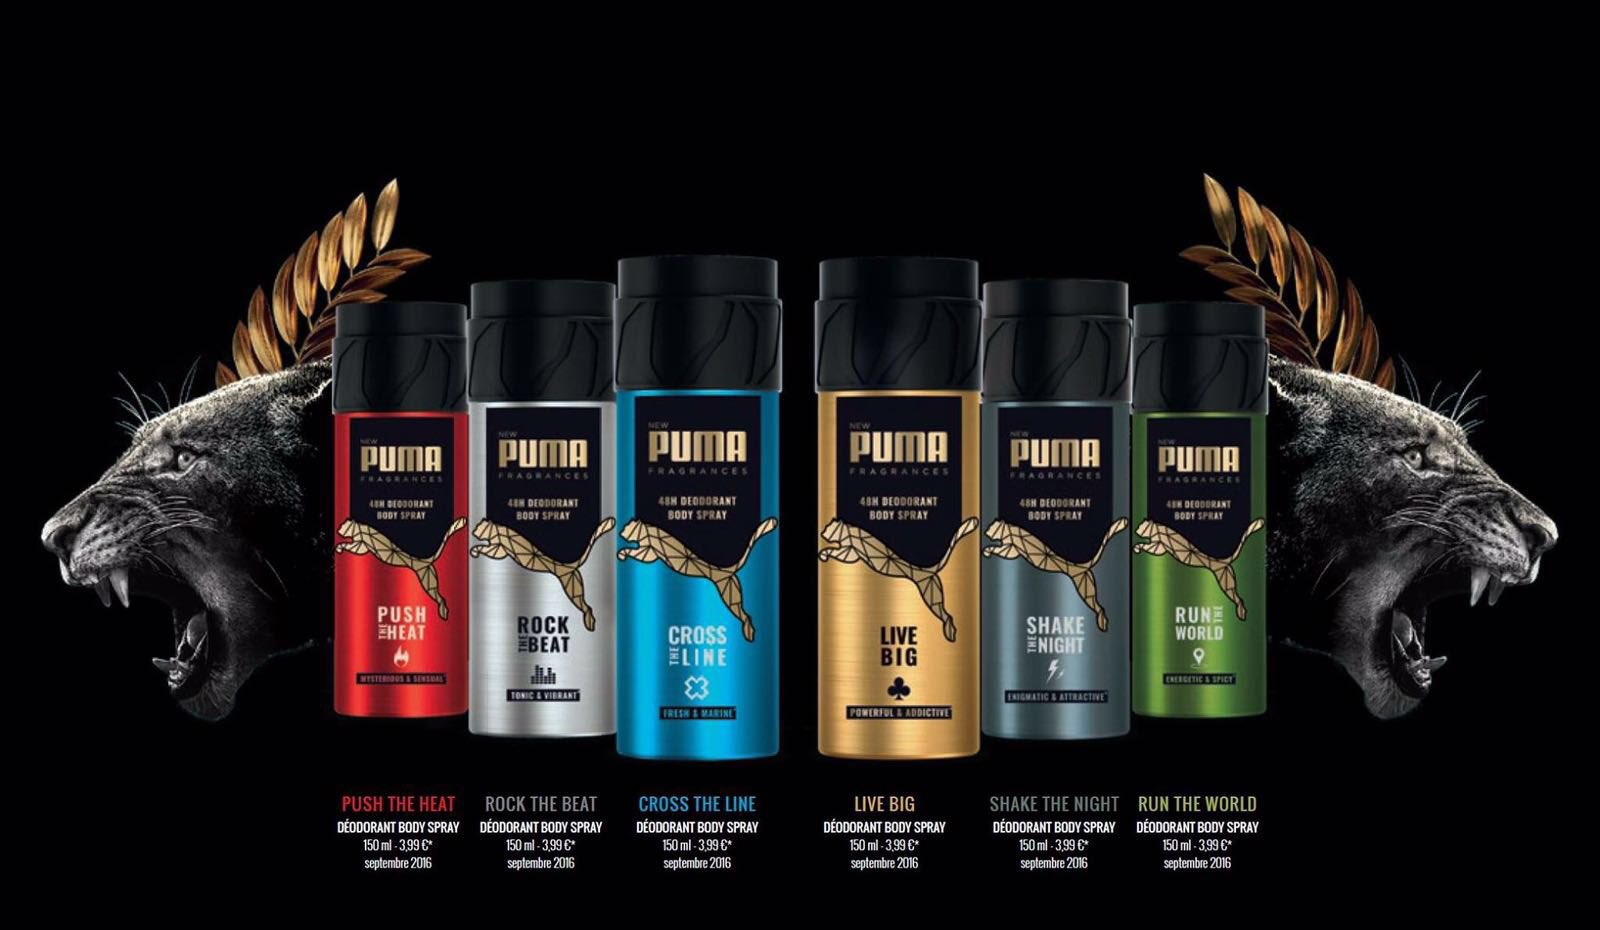 NEW
PUMA
FRAGRANCES
48H DEODORANT
BODY SPRAY
PUSH
THE HEAT
MYSTERIOUS & SENSUAL
NEW
PUMA
FRAGRANCES
48H DEODORANT
BODY SPRAY
ROCK
THE BEAT
TONIC & VIBRANT
NEW
PUMA
FRAGRANCES
48H DEODORANT
BODY SPRAY
CROSS
THE LINE
FRESH & MARINE
NEW
PUMA
FRAGRANCES
48H DEODORANT
BODY SPRAY
LIVE
BIG
POWERFUL & ADDICTIVE
NEW
PUMA
FRAGRANCES
48H DEODORANT
BODY SPRAY
SHAKE
THE NIGHT
ENIGMATIC & ATTRACTIVE
NEW
PUMA
FRAGRANCES
48H DEODORANT
BODY SPRAY
RUN THE
WORLD
ENERGETIC & SPICY
PUSH THE HEAT
DÉODORANT BODY SPRAY
150 ml - 3,99 €*
septembre 2016
ROCK THE BEAT
DÉODORANT BODY SPRAY
150 ml - 3,99 €*
septembre 2016
CROSS THE LINE
DÉODORANT BODY SPRAY
150 ml - 3,99 €*
septembre 2016
LIVE BIG
DÉODORANT BODY SPRAY
150 ml - 3,99 €*
septembre 2016
SHAKE THE NIGHT
DÉODORANT BODY SPRAY
150 ml - 3,99 €*
septembre 2016
RUN THE WORLD
DÉODORANT BODY SPRAY
150 ml - 3,99 €*
septembre 2016